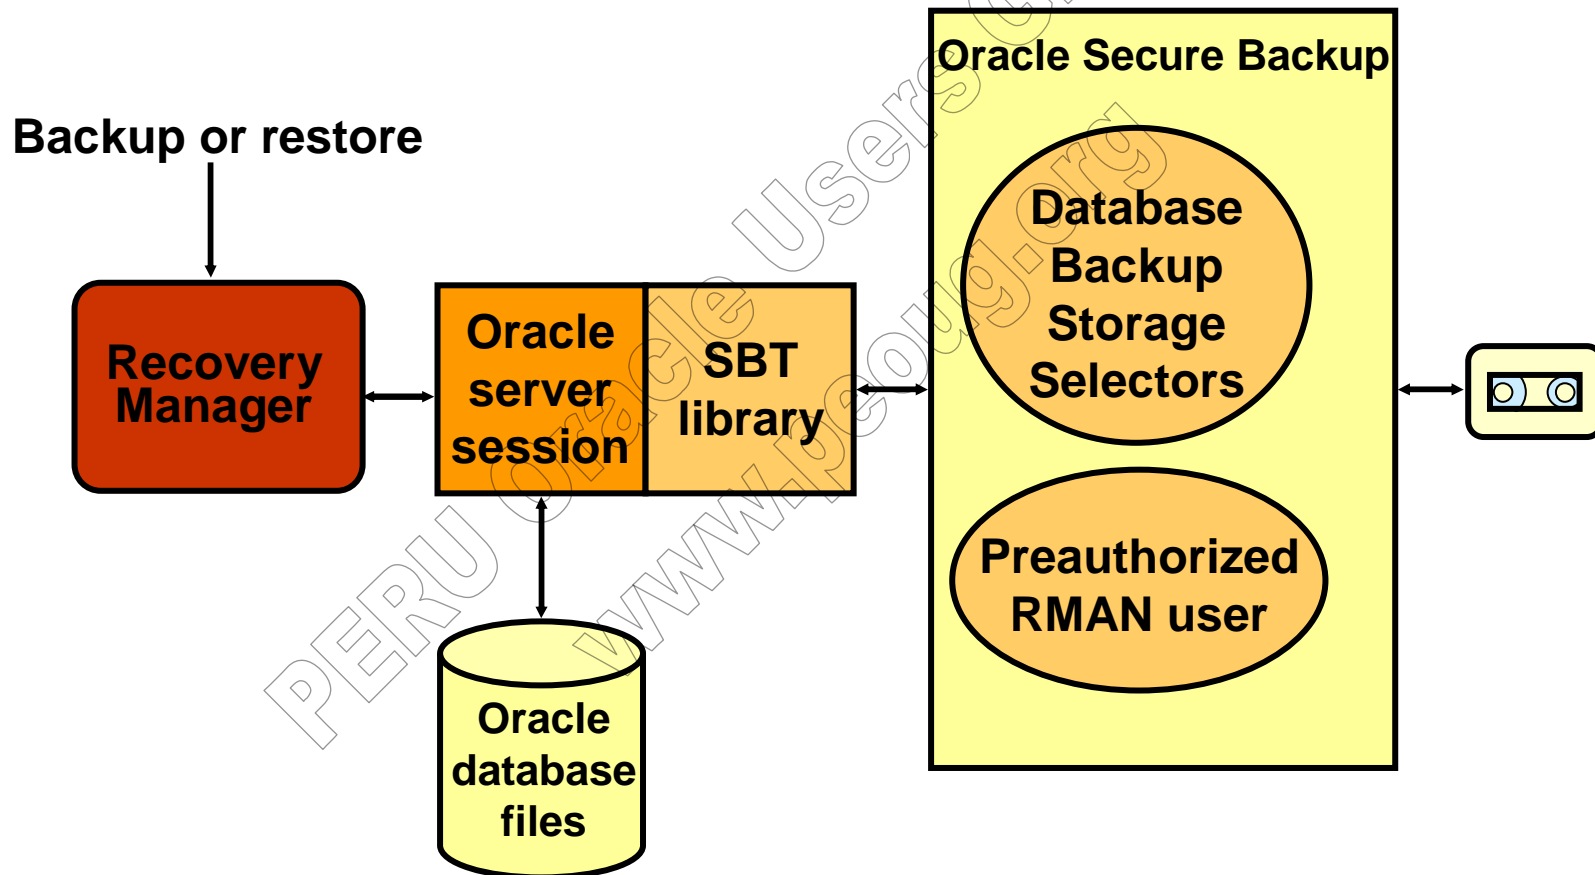 Oracle Secure Backup
Backup or restore
Database
Backup
Storage
Selectors
Recovery
Manager
Oracle
server
session
SBT
library
Preauthorized
RMAN user
Oracle
database
files
PERU Oracle Users
www.peoug.org